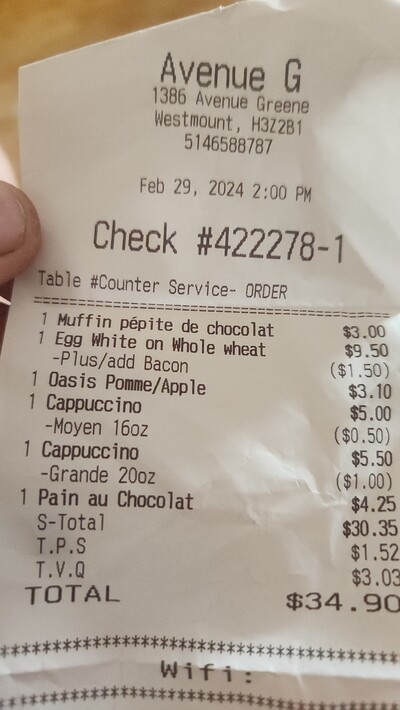 Avenue G
1386 Avenue Greene
Westmount, H3Z2B1
5146588787
Feb 29, 2024 2:00 PM
Check #422278-1
Table #Counter Service- ORDER
================================================
1 Muffin pépite de chocolat $3.00
1 Egg White on Whole wheat $9.50
-Plus/add Bacon ($1.50)
1 Oasis Pomme/Apple $3.10
1 Cappuccino $5.00
-Moyen 16oz ($0.50)
1 Cappuccino $5.50
-Grande 20oz ($1.00)
1 Pain au Chocolat $4.25
S-Total $30.35
T.P.S $1.52
T.V.Q $3.03
TOTAL $34.90
******************************************
Wifi:
******************************************